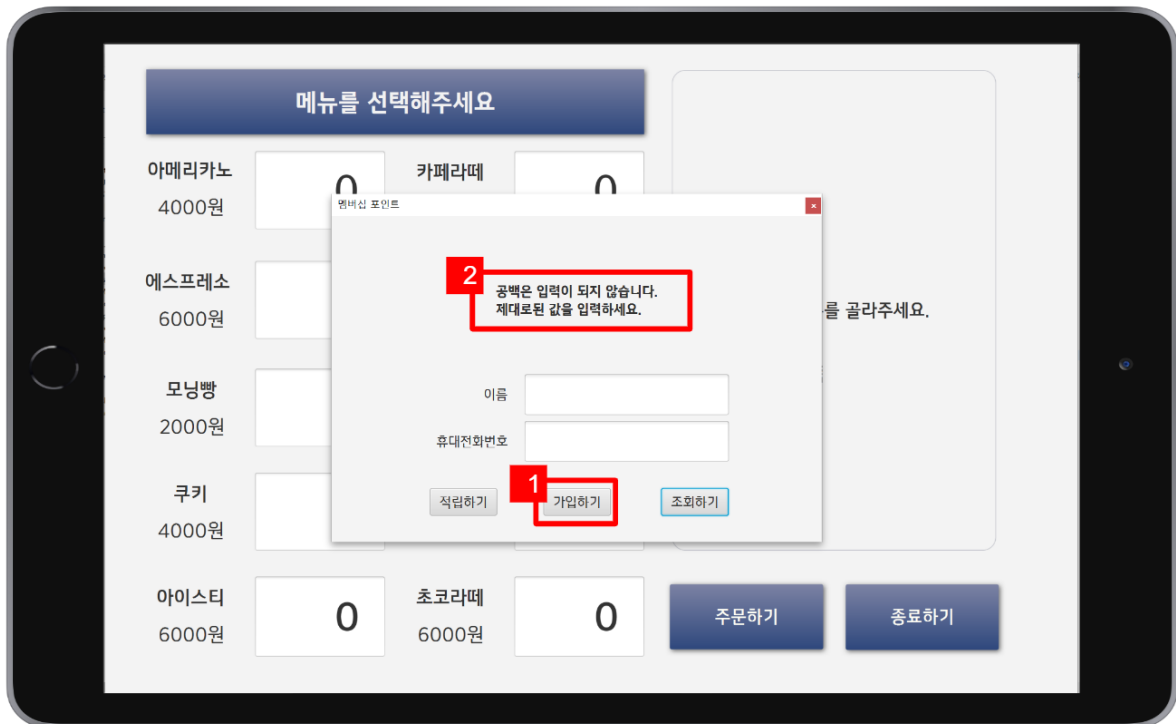 메뉴를 선택해주세요
아메리카노
4000원
0
카페라떼
0
에스프레소
6000원
모닝빵
2000원
쿠키
4000원
아이스티
6000원
0
초코라떼
6000원
0
를 골라주세요.
주문하기
종료하기
멤버십 포인트
x
2
공백은 입력이 되지 않습니다.
제대로된 값을 입력하세요.
이름
휴대전화번호
1
적립하기
가입하기
조회하기